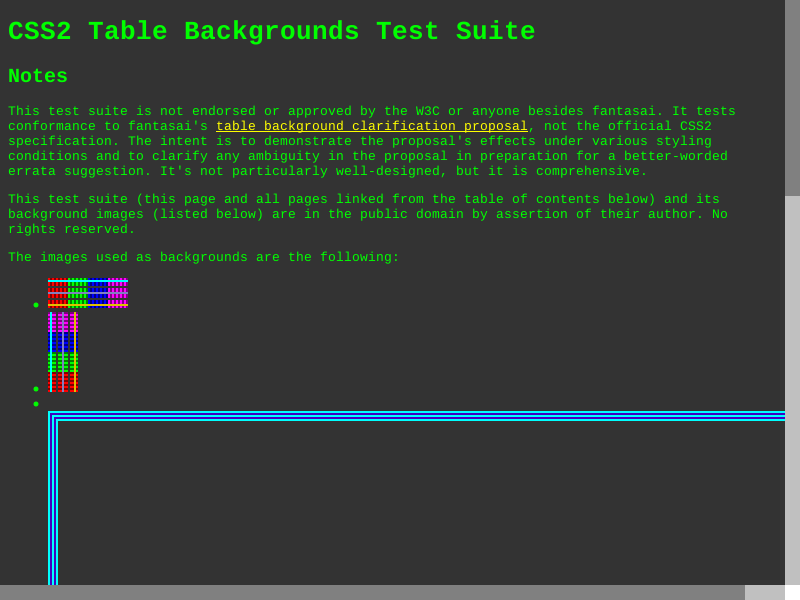 CSS2 Table Backgrounds Test Suite
Notes
This test suite is not endorsed or approved by the W3C or anyone besides fantasai. It tests
conformance to fantasai's table background clarification proposal, not the official CSS2
specification. The intent is to demonstrate the proposal's effects under various styling
conditions and to clarify any ambiguity in the proposal in preparation for a better-worded
errata suggestion. It's not particularly well-designed, but it is comprehensive.
This test suite (this page and all pages linked from the table of contents below) and its
background images (listed below) are in the public domain by assertion of their author. No
rights reserved.
The images used as backgrounds are the following: